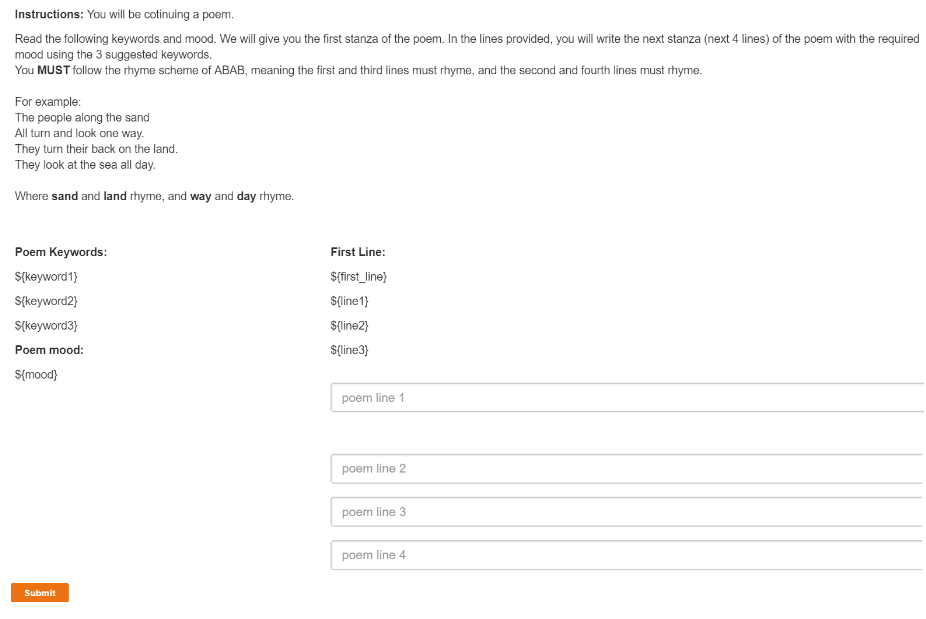 Instructions: You will be cotinuing a poem.
Read the following keywords and mood. We will give you the first stanza of the poem. In the lines provided, you will write the next stanza (next 4 lines) of the poem with the required
mood using the 3 suggested keywords.
You MUST follow the rhyme scheme of ABAB, meaning the first and third lines must rhyme, and the second and fourth lines must rhyme.
For example:
The people along the sand
All turn and look one way.
They turn their back on the land.
They look at the sea all day.
Where sand and land rhyme, and way and day rhyme.
Poem Keywords:
${keyword1}
${keyword2}
${keyword3}
Poem mood:
${mood}
First Line:
${first_line}
${line1}
${line2}
${line3}
poem line 1
poem line 2
poem line 3
poem line 4
Submit